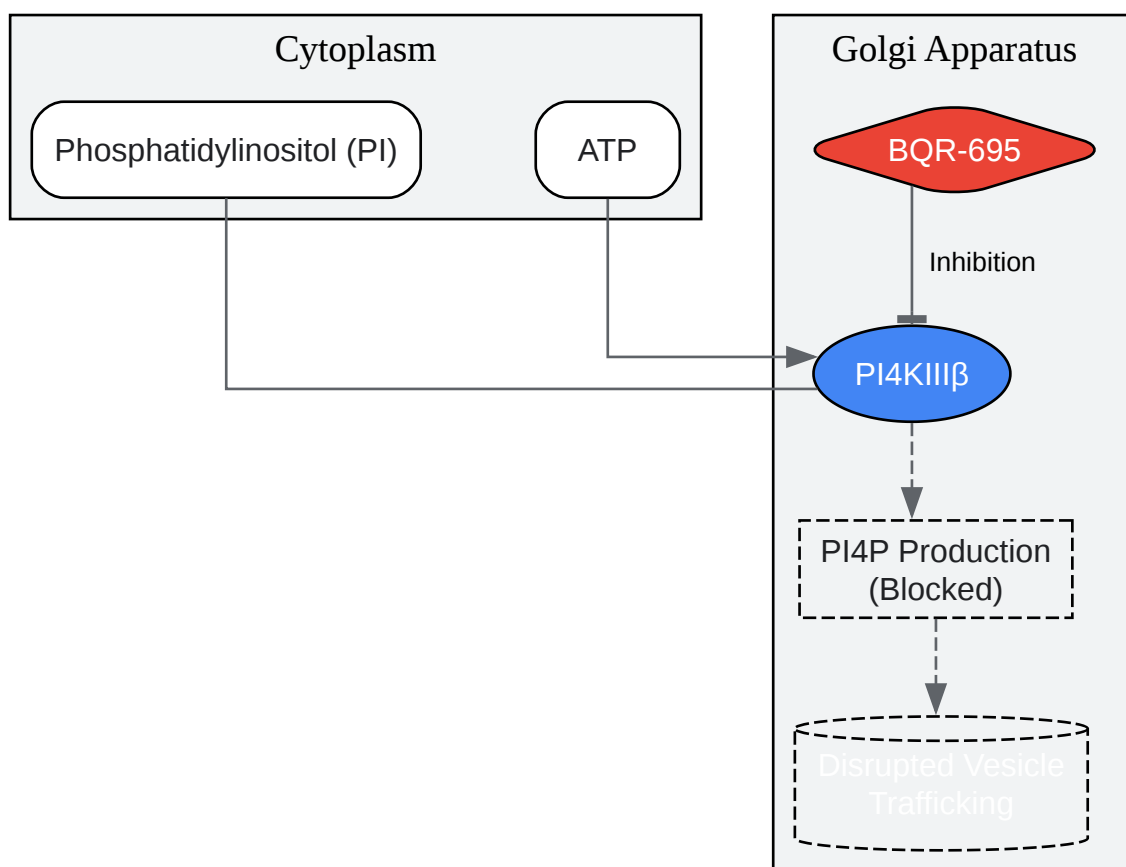 Cytoplasm
Golgi Apparatus
Phosphatidylinositol (PI)
ATP
BQR-695
Inhibition
PI4KIIIβ
PI4P Production
(Blocked)
Disrupted Vesicle
Trafficking